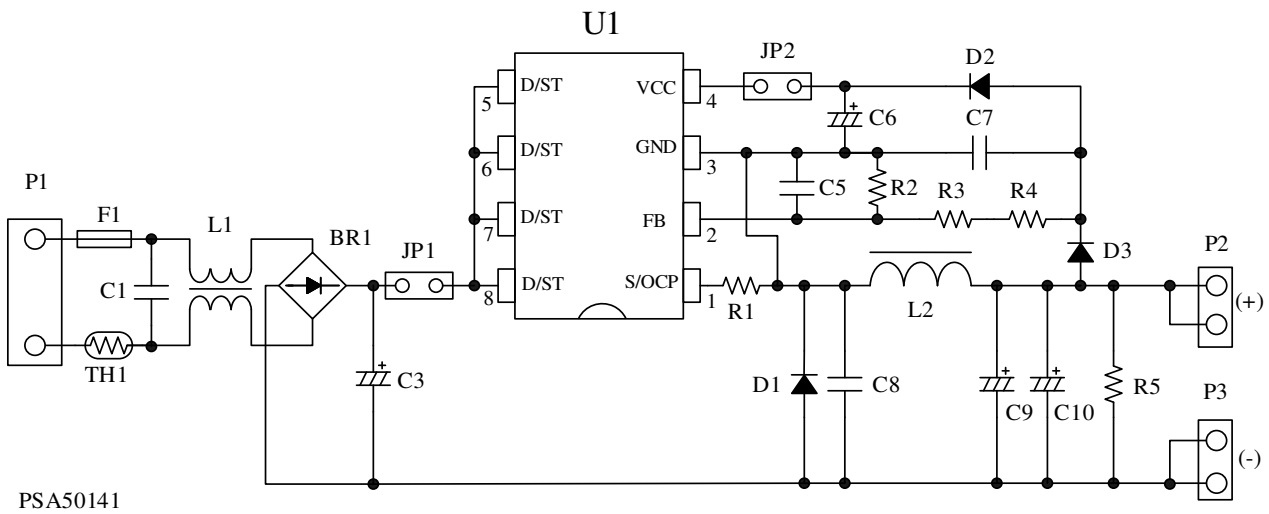 U1
JP2
D2
D/ST
VCC
5
4
C6
C7
D/ST
GND
6
3
P1
C5
R2
R3
R4
F1
L1
D/ST
FB
7
2
BR1
JP1
D3
P2
C1
D/ST
S/OCP
8
1
R1
L2
(+)
TH1
C3
D1
C8
C9
C10
R5
P3
(-)
PSA50141
+
+
+
+